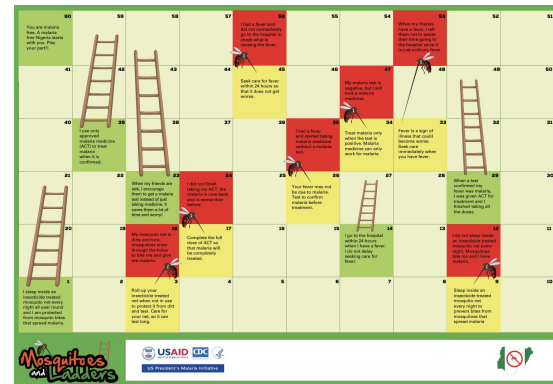 60 59 58 57 56 55 54 53 52 51
You are malaria
free. A malaria
free Nigeria starts
with you. Play
your part!!
I had a fever and
did not immediately
go to the hospital to
check what is
causing the fever.
When my friends
have a fever, I tell
them not to waste
their time going to
the hospital since it
is just ordinary fever.
41 42 43 44 45 46 47 48 49 50
Seek care for fever
within 24 hours so
that it does not get
worse.
My malaria test is
negative, but I still
took a malaria
medicine.
40 39 38 37 36 35 34 33 32 31
I use only
approved
malaria medicine
(ACT) to treat
malaria
when it is
confirmed.
I had a fever
and started taking
malaria medicine
without a malaria
test.
Treat malaria only
when the test is
positive. Malaria
medicine can only
work for malaria.
Fever is a sign of
illness that could
become worse.
Seek care
immediately when
you have fever.
21 22 23 24 25 26 27 28 29 30
When my friends are
sick, I encourage
them to get a malaria
test instead of just
taking medicine. It
saves them a lot of
time and worry!
I did not finish
taking my ACT; the
malaria is now back
and is worse than
before.
Your fever may not
be due to malaria.
Test to confirm
malaria before
treatment.
When a test
confirmed my
fever was malaria,
I was given ACT for
treatment and I
finished taking all
the doses.
20 19 18 17 16 15 14 13 12 11
My mosquito net is
dirty and torn,
mosquitoes enter
through the holes
to bite me and give
me malaria.
Complete the full
dose of ACT so
that malaria will
be completely
treated.
I go to the hospital
within 24 hours
when I have a fever.
I do not delay
seeking care for
fever.
I do not sleep inside
an insecticide
treated mosquito net
every night. Mosquitoes
bite me and I have
malaria.
1 2 3 4 5 6 7 8 9 10
I sleep inside an
insecticide treated
mosquito net every
night all year round
and I am protected
from mosquito bites
that spread malaria.
Roll-up your
insecticide treated
net when not in use
to protect it from dirt
and tear. Care for
your net, so it can
last long.
Sleep inside an
insecticide treated
mosquito net
every night to
prevent bites from
mosquitoes that
spread malaria
Mosquitoes
and Ladders
USAID CDC
U.S. President's Malaria Initiative